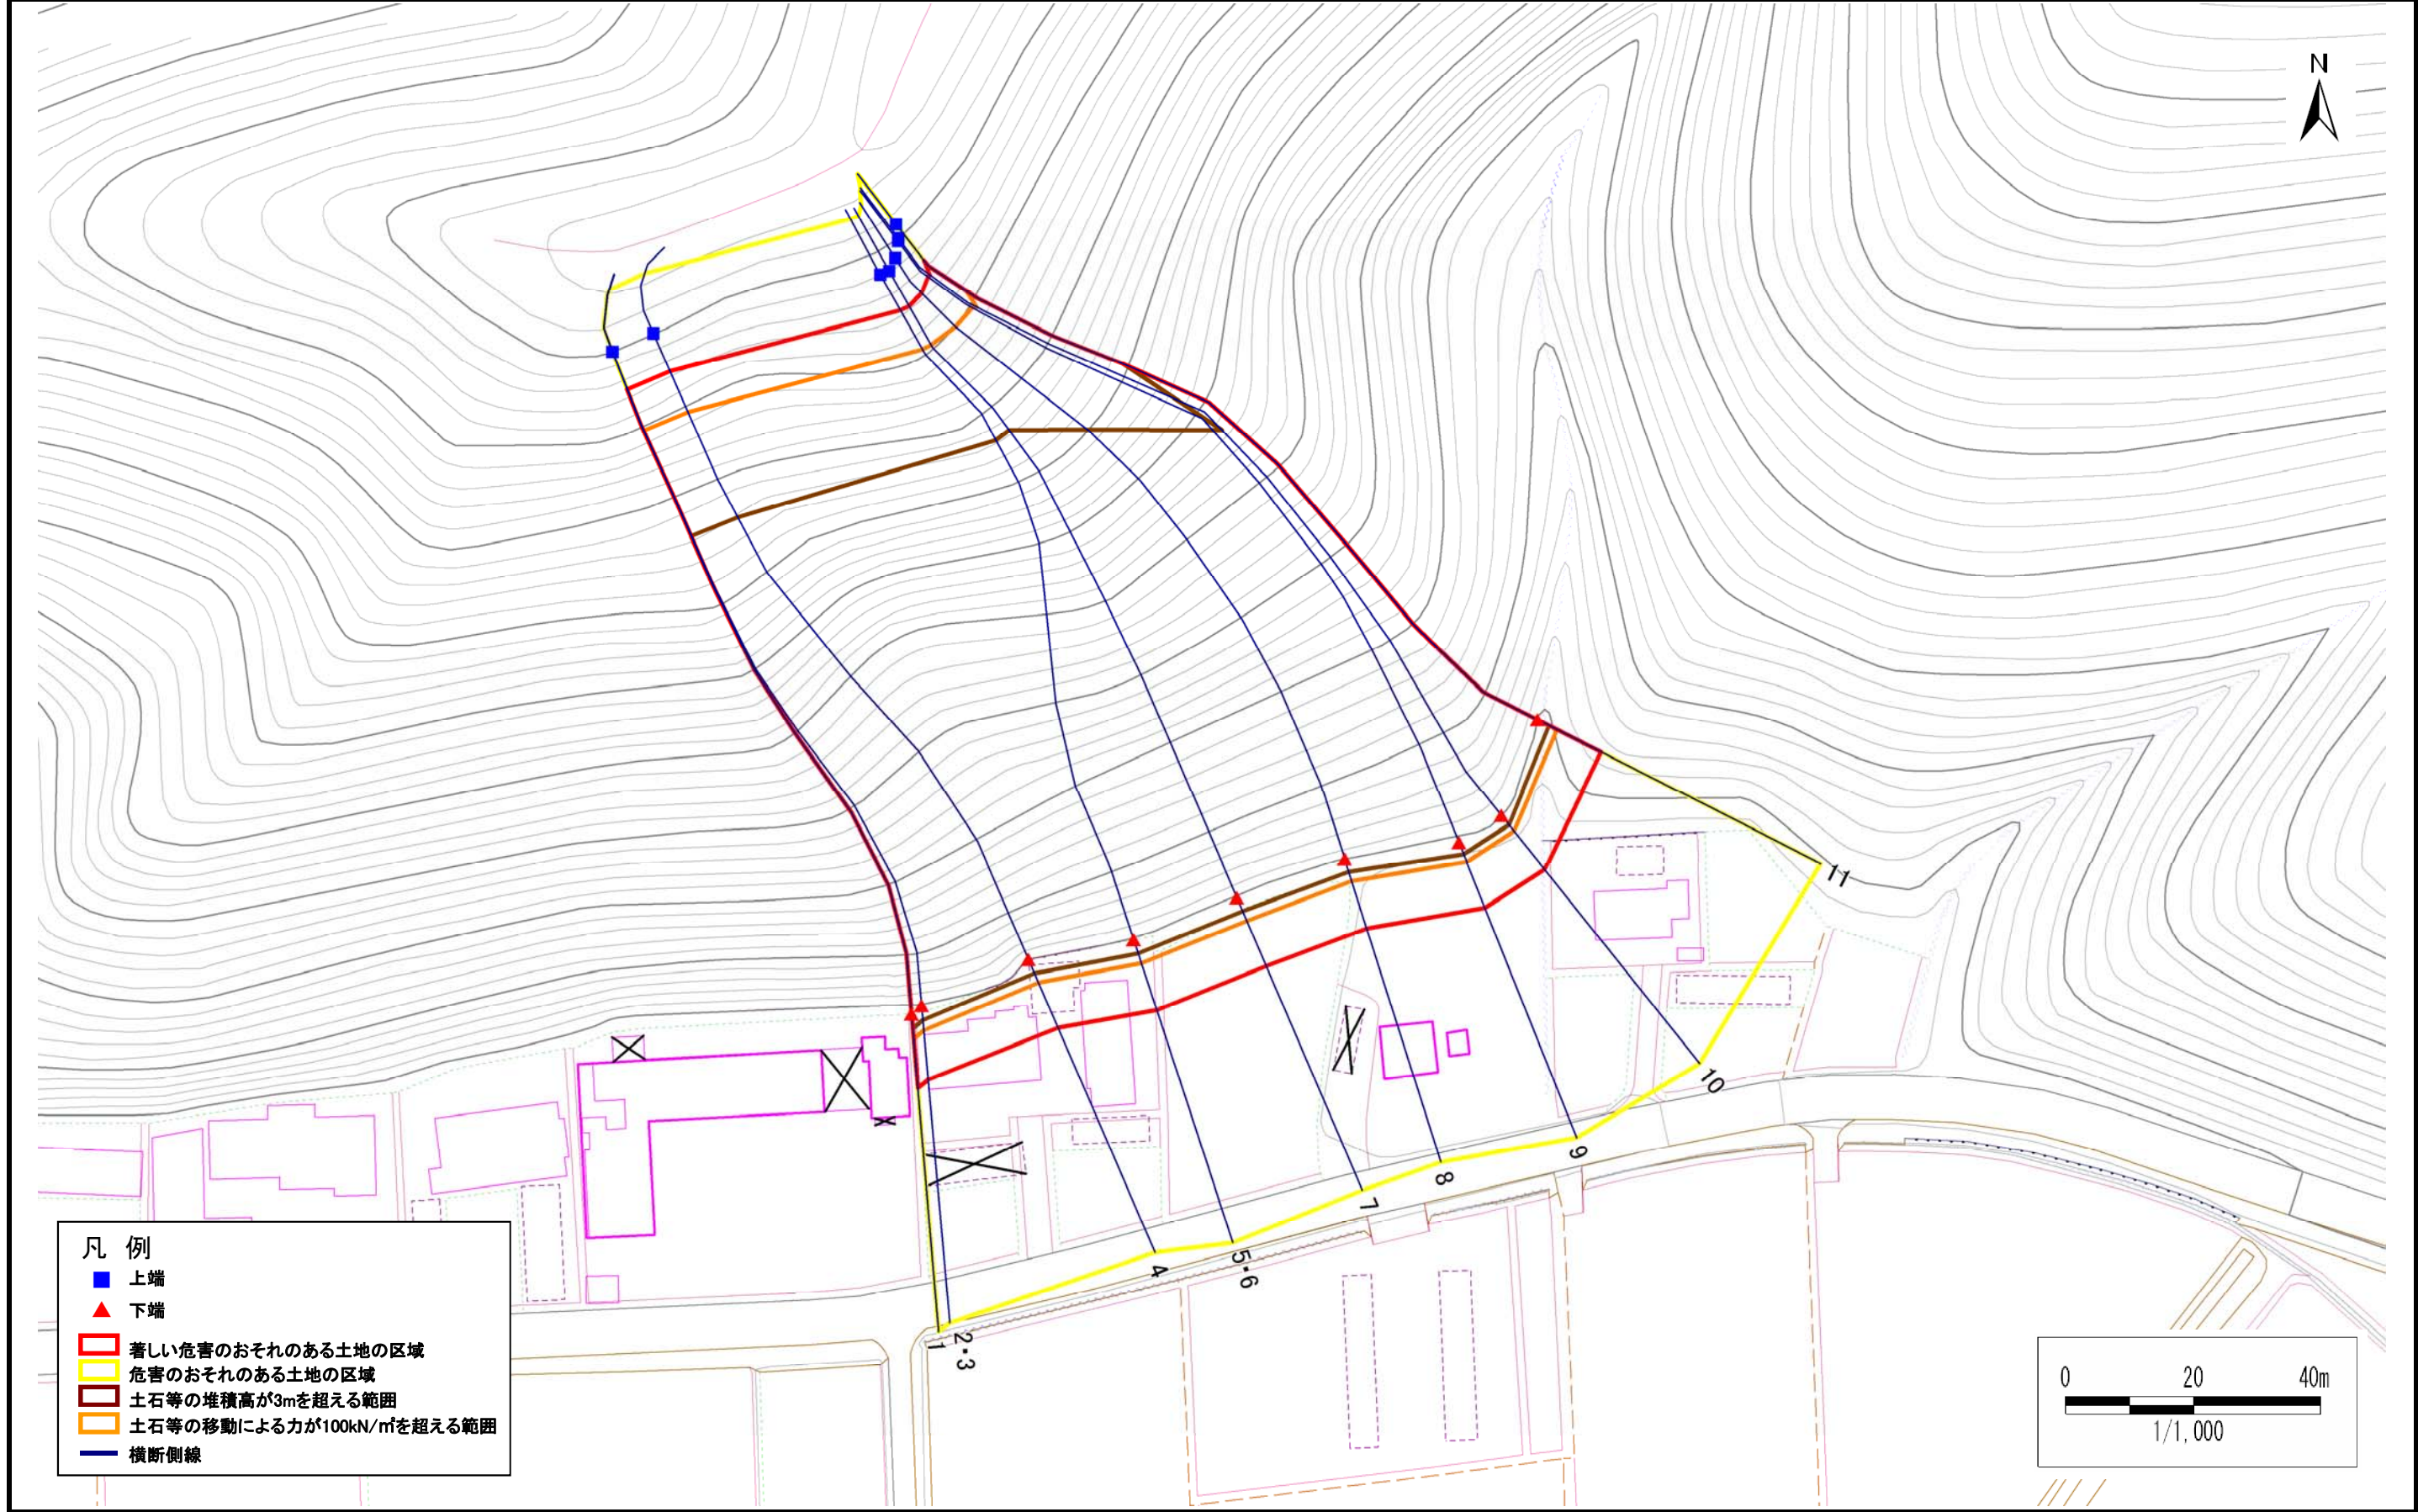 N
11
10
9
8
7
5・6
4
2・3
1
凡 例
上端
下端
著しい危害のおそれのある土地の区域
危害のおそれのある土地の区域
土石等の堆積高が3mを超える範囲
土石等の移動による力が100kN/㎡を超える範囲
横断側線
0 20 40m
1/1,000